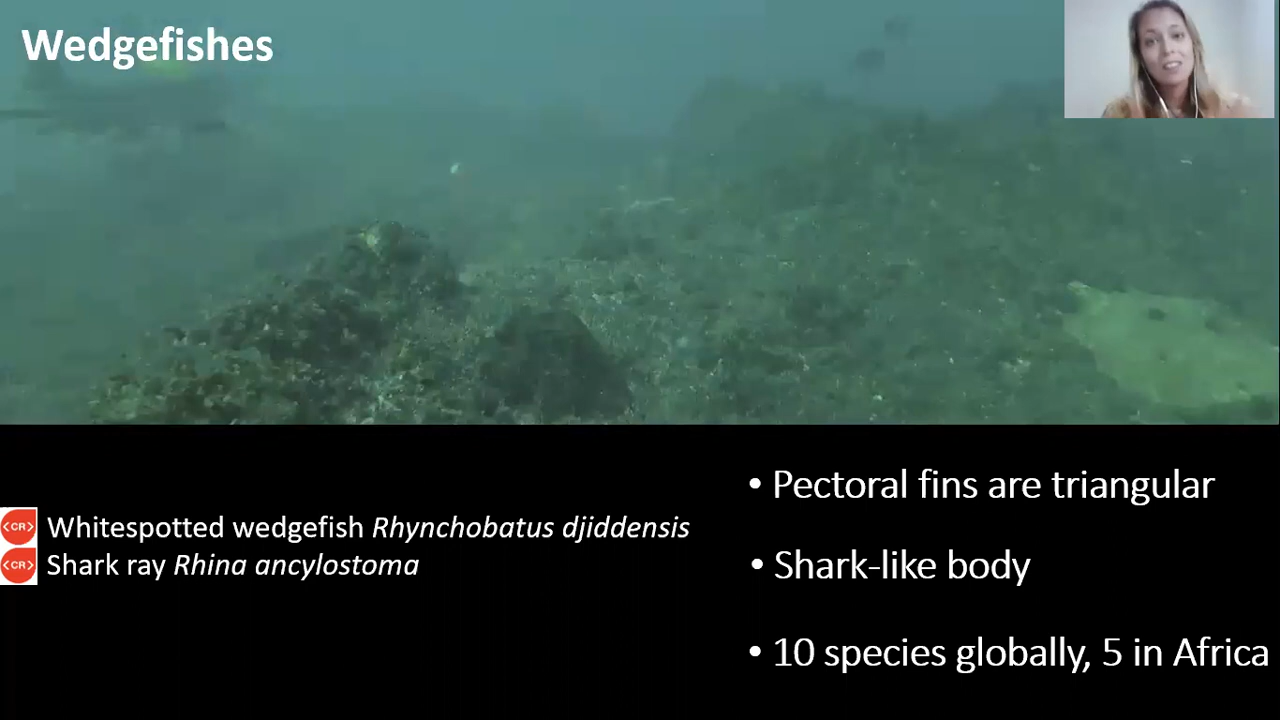 Wedgefishes
<CR> Whitespotted wedgefish Rhynchobatus djiddensis
<CR> Shark ray Rhina ancylostoma
• Pectoral fins are triangular
• Shark-like body
• 10 species globally, 5 in Africa